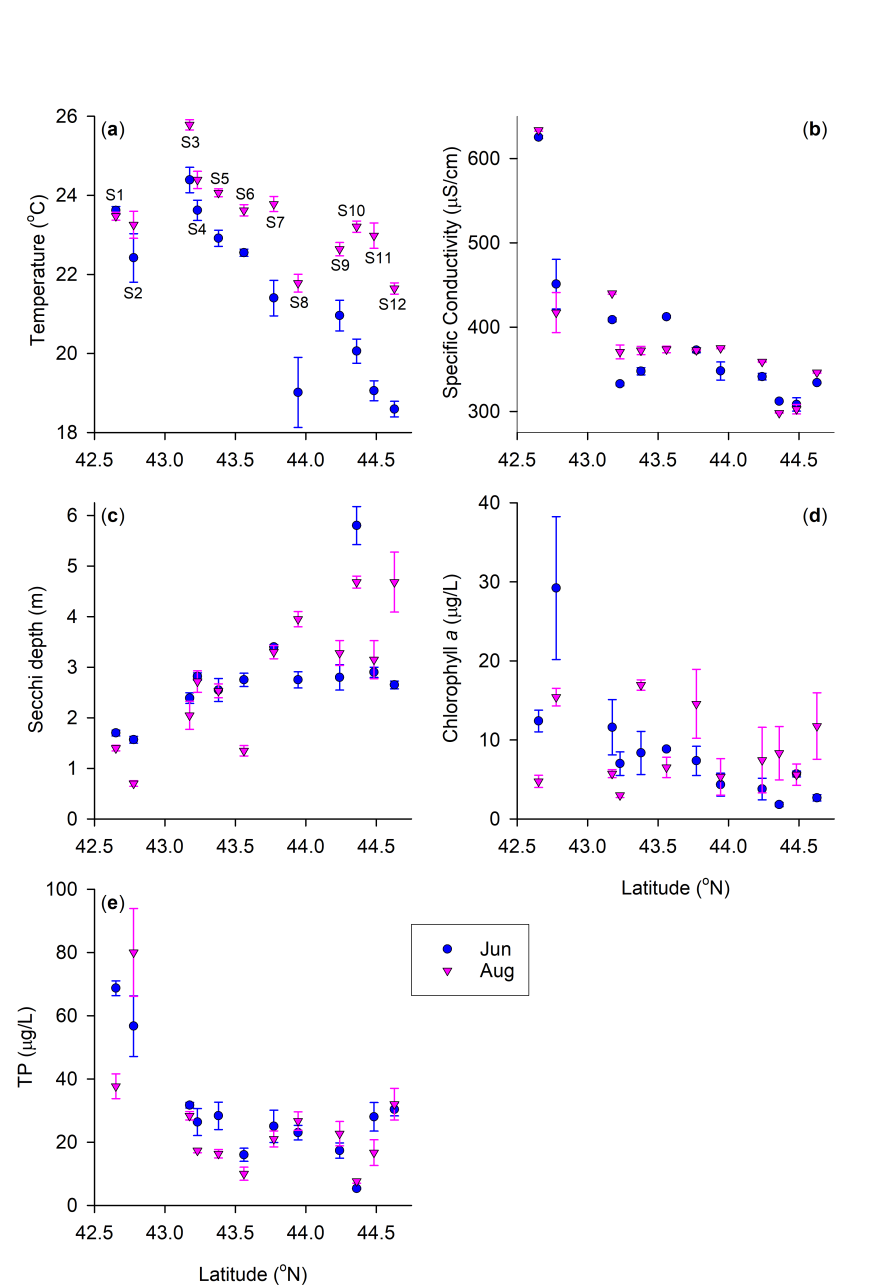 (a)
26
24
22
20
18
Temperature (oC)
S1
S2
S3
S4
S5
S6
S7
S8
S9
S10
S11
S12
42.5 43.0 43.5 44.0 44.5
(b)
600
500
400
300
Specific Conductivity (μS/cm)
42.5 43.0 43.5 44.0 44.5
(c)
6
5
4
3
2
1
0
Secchi depth (m)
42.5 43.0 43.5 44.0 44.5
(d)
40
30
20
10
0
Chlorophyll a (μg/L)
42.5 43.0 43.5 44.0 44.5
Latitude (oN)
(e)
100
80
60
40
20
0
TP (μg/L)
42.5 43.0 43.5 44.0 44.5
Latitude (oN)
Jun
Aug